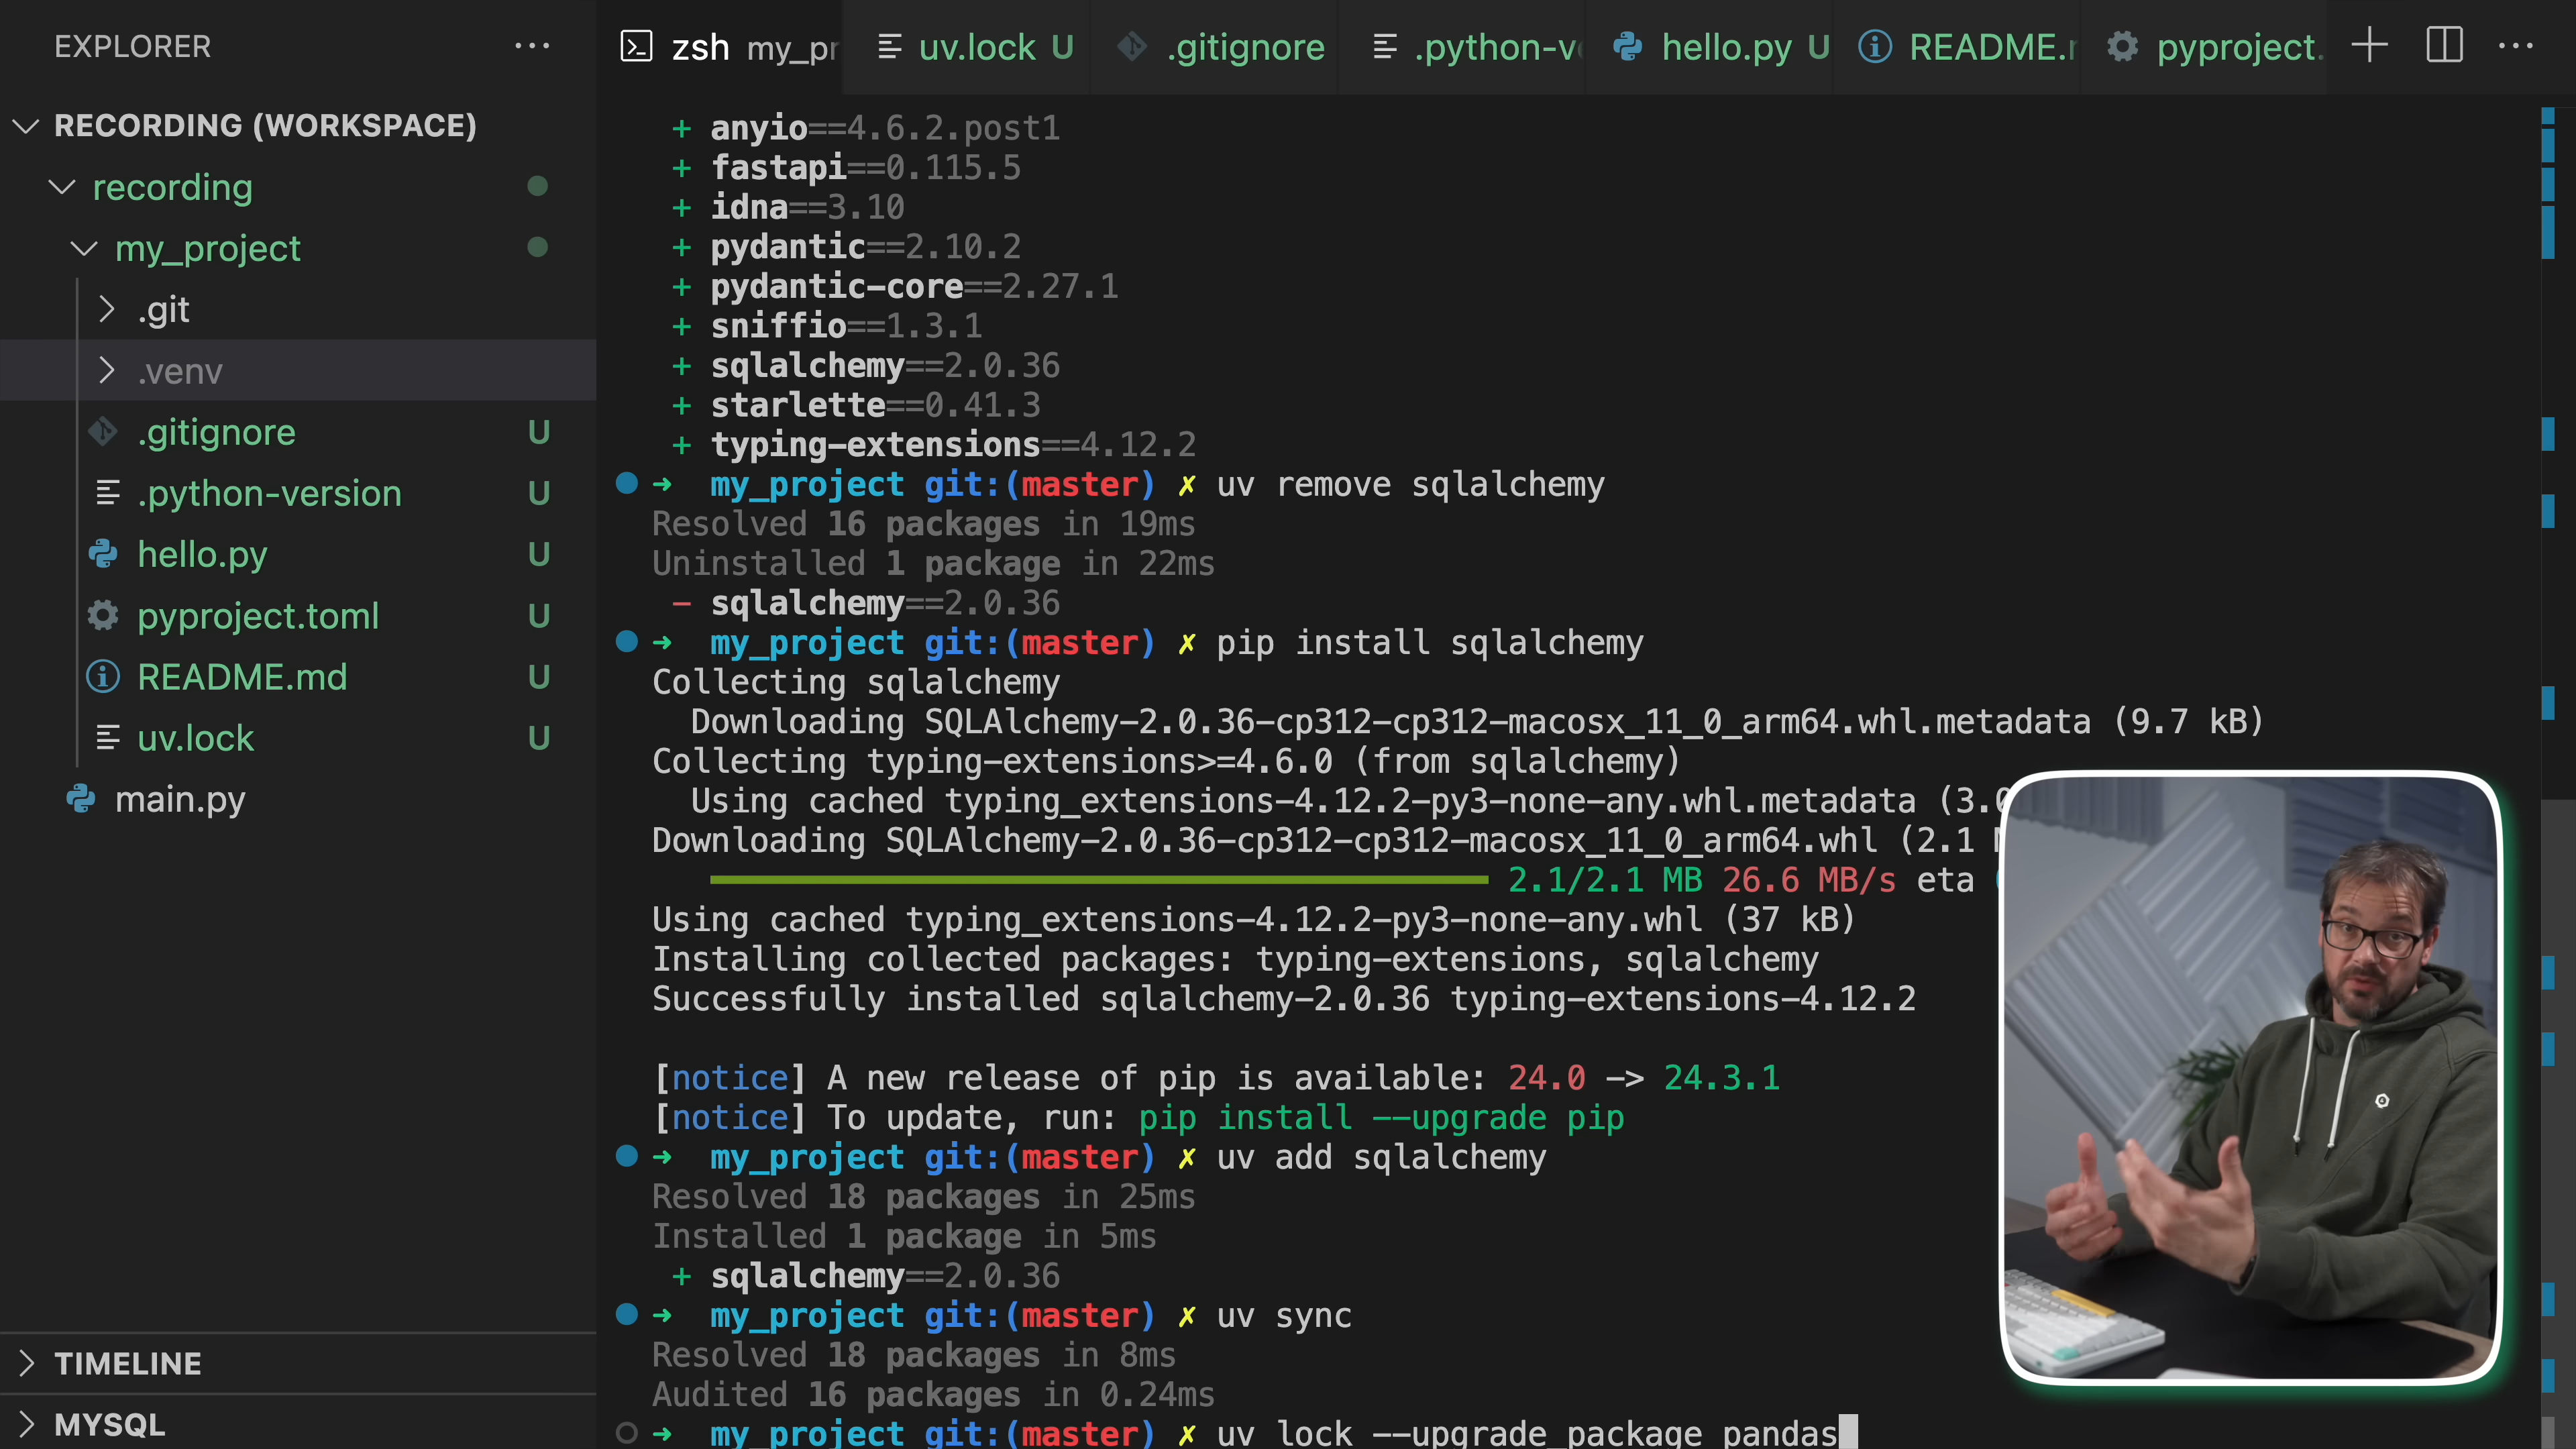 EXPLORER
RECORDING (WORKSPACE)
recording
my_project
.git
.venv
.gitignore U
.python-version U
hello.py U
pyproject.toml U
README.md U
uv.lock U
main.py
TIMELINE
MYSQL
zsh my_pr uv.lock U .gitignore .python-v hello.py U README. pyproject.
+ anyio==4.6.2.post1
+ fastapi==0.115.5
+ idna==3.10
+ pydantic==2.10.2
+ pydantic-core==2.27.1
+ sniffio==1.3.1
+ sqlalchemy==2.0.36
+ starlette==0.41.3
+ typing-extensions==4.12.2
➜ my_project git:(master) ✗ uv remove sqlalchemy
Resolved 16 packages in 19ms
Uninstalled 1 package in 22ms
- sqlalchemy==2.0.36
➜ my_project git:(master) ✗ pip install sqlalchemy
Collecting sqlalchemy
Downloading SQLAlchemy-2.0.36-cp312-cp312-macosx_11_0_arm64.whl.metadata (9.7 kB)
Collecting typing-extensions>=4.6.0 (from sqlalchemy)
Using cached typing_extensions-4.12.2-py3-none-any.whl.metadata (3.0
Downloading SQLAlchemy-2.0.36-cp312-cp312-macosx_11_0_arm64.whl (2.1
2.1/2.1 MB 26.6 MB/s eta
Using cached typing_extensions-4.12.2-py3-none-any.whl (37 kB)
Installing collected packages: typing-extensions, sqlalchemy
Successfully installed sqlalchemy-2.0.36 typing-extensions-4.12.2
[notice] A new release of pip is available: 24.0 -> 24.3.1
[notice] To update, run: pip install --upgrade pip
➜ my_project git:(master) ✗ uv add sqlalchemy
Resolved 18 packages in 25ms
Installed 1 package in 5ms
+ sqlalchemy==2.0.36
➜ my_project git:(master) ✗ uv sync
Resolved 18 packages in 8ms
Audited 16 packages in 0.24ms
➜ my_project git:(master) ✗ uv lock --upgrade_package pandas